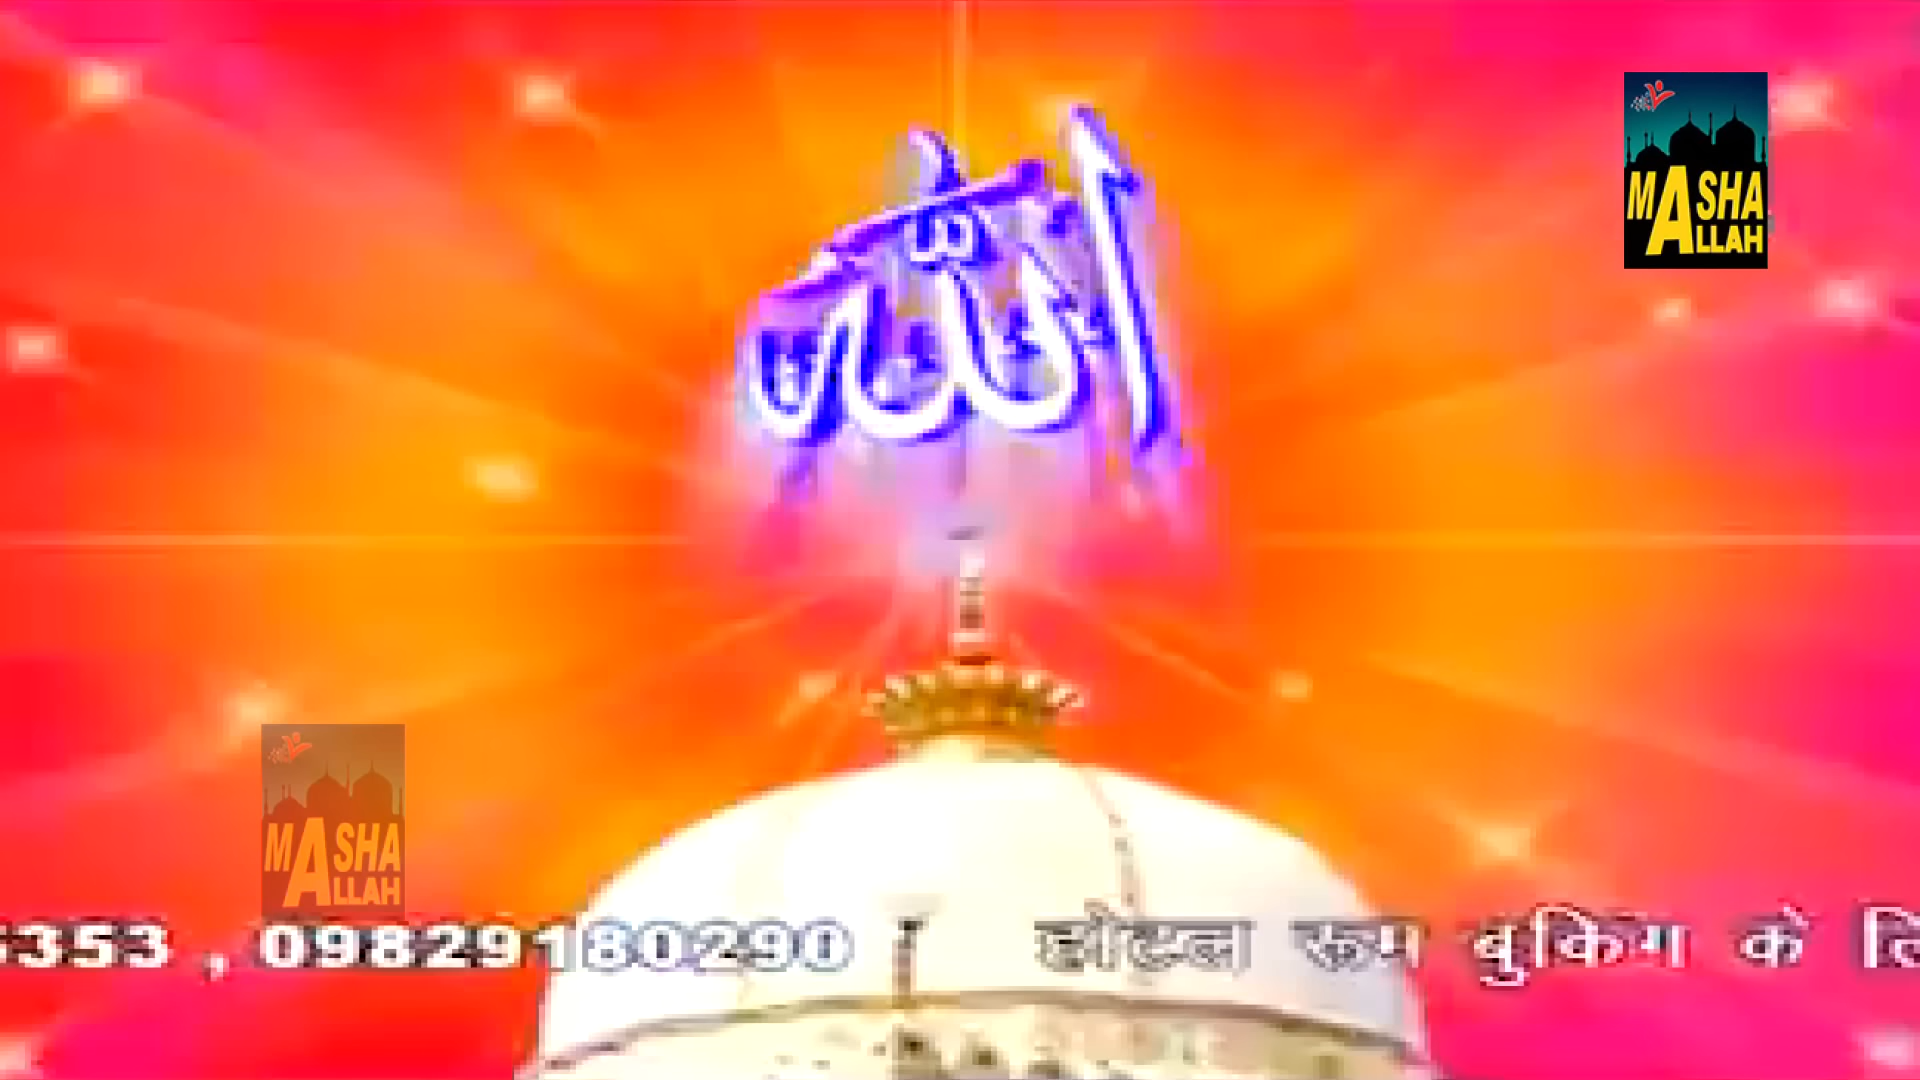 الله
MASHA
ALLAH
MASHA
ALLAH
353 , 09829180290 होटल रूम बुकिंग के लि